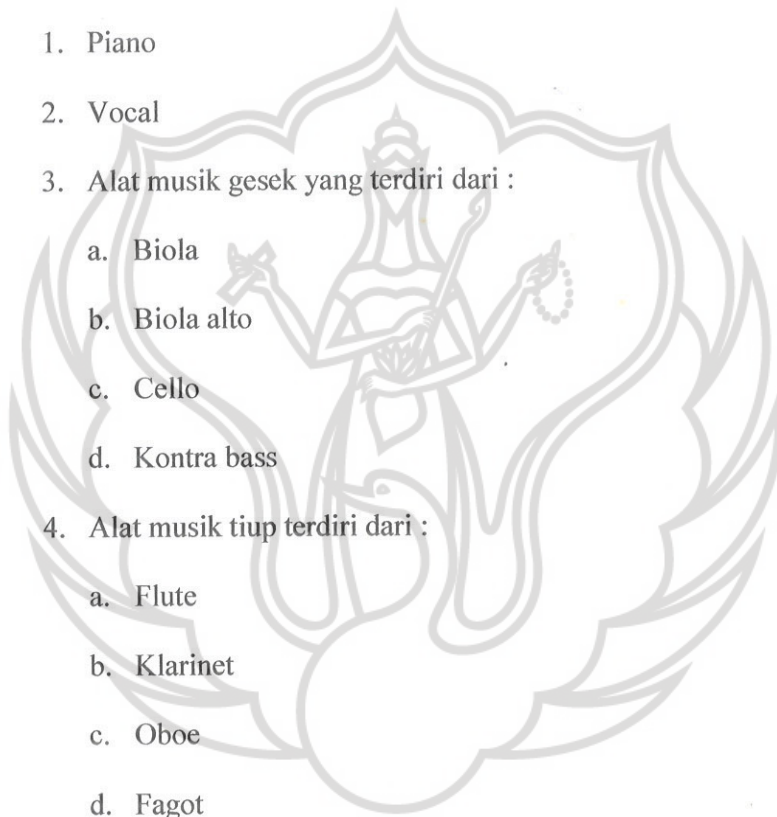 1. Piano
2. Vocal
3. Alat musik gesek yang terdiri dari :
a. Biola
b. Biola alto
c. Cello
d. Kontra bass
4. Alat musik tiup terdiri dari :
a. Flute
b. Klarinet
c. Oboe
d. Fagot